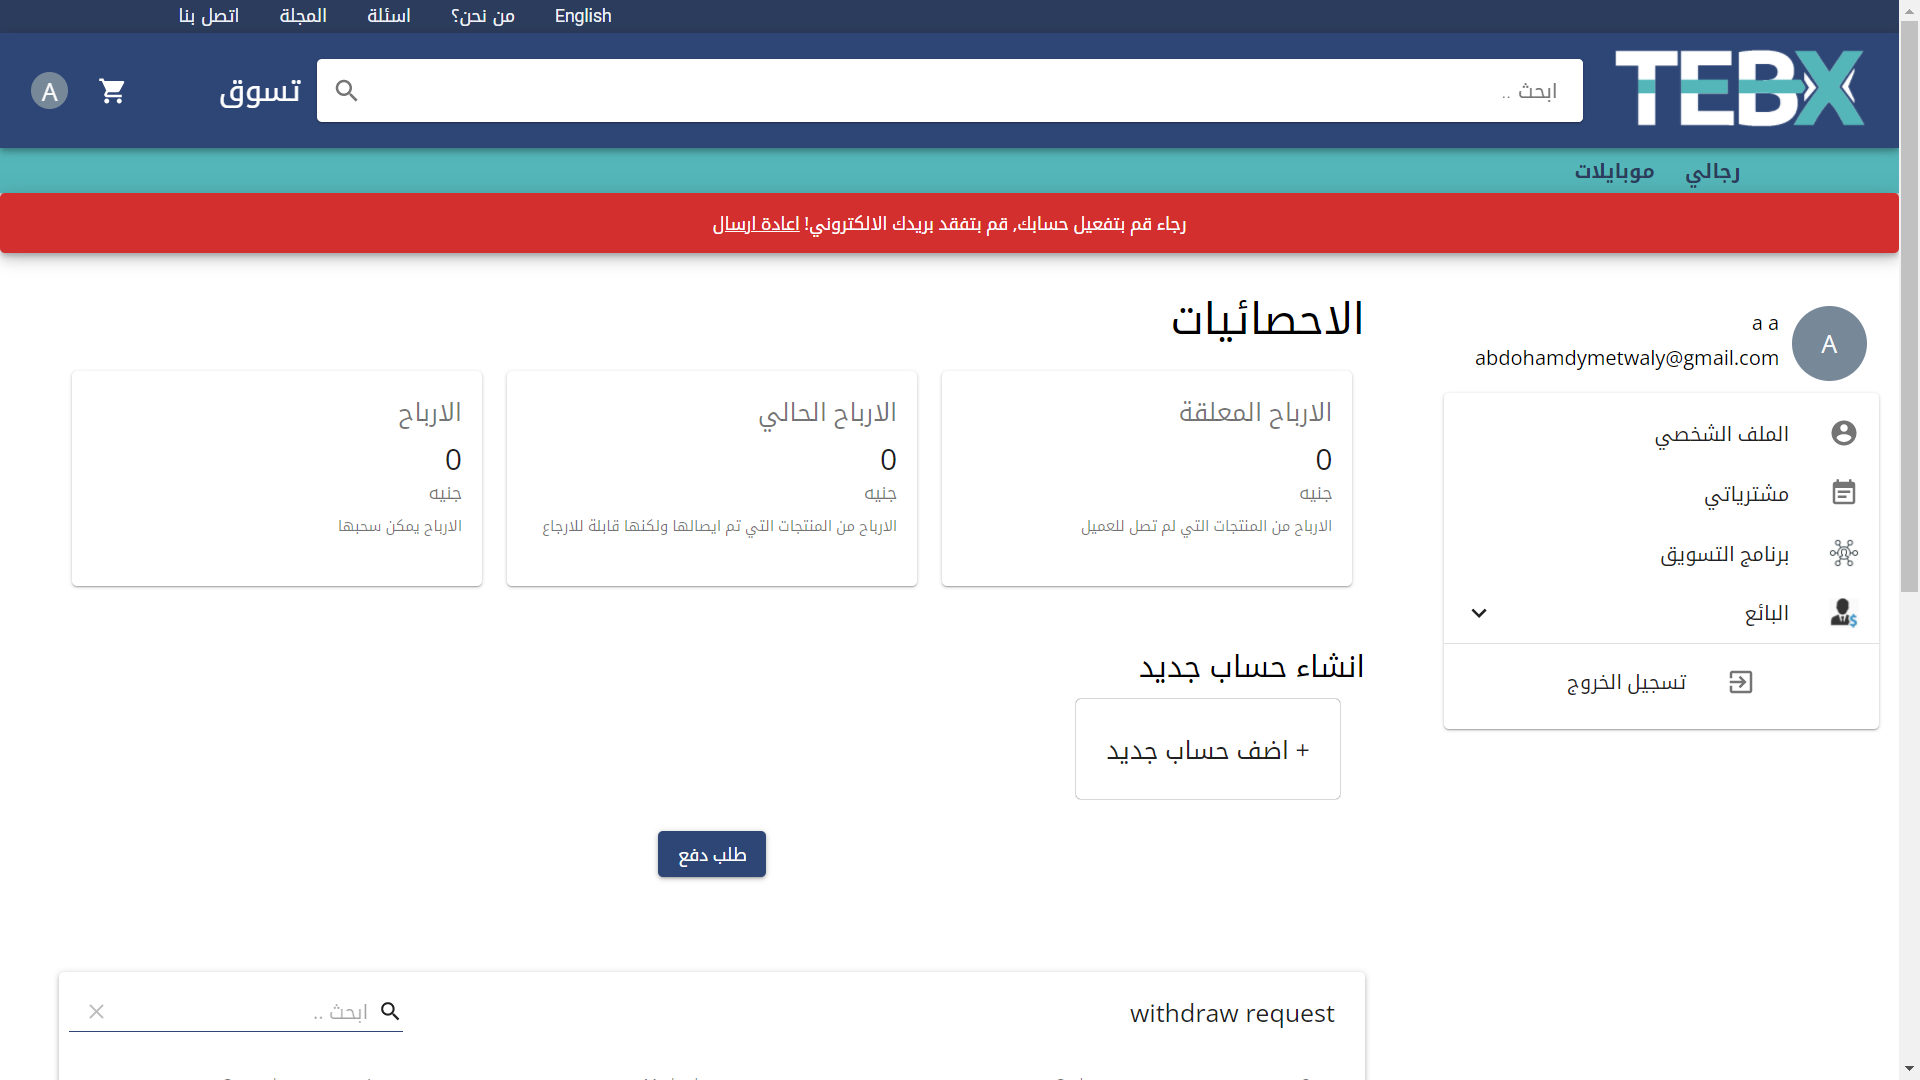 English
من نحن؟
اسئلة
المجلة
اتصل بنا
TEBX
ابحث ..
تسوق
A
رجالي
موبايلات
رجاء قم بتفعيل حسابك, قم بتفقد بريدك الالكتروني! اعادة ارسال
A
a a
abdohamdymetwaly@gmail.com
الملف الشخصي
مشترياتي
برنامج التسويق
البائع
تسجيل الخروج
الاحصائيات
الارباح المعلقة
0
جنيه
الارباح من المنتجات التي لم تصل للعميل
الارباح الحالي
0
جنيه
الارباح من المنتجات التي تم ايصالها ولكنها قابلة للارجاع
الارباح
0
جنيه
الارباح يمكن سحبها
انشاء حساب جديد
+ اضف حساب جديد
طلب دفع
withdraw request
ابحث ..